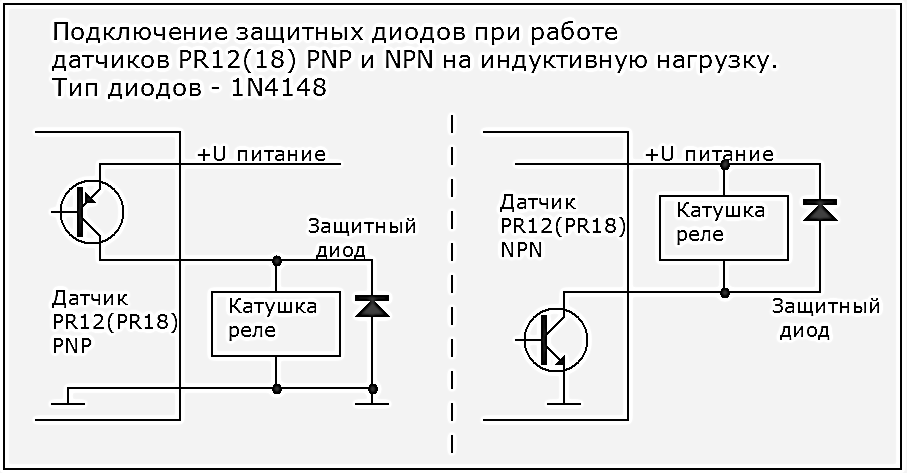 Подключение защитных диодов при работе
датчиков PR12(18) PNP и NPN на индуктивную нагрузку.
Тип диодов - 1N4148
+U питание
Защитный
диод
Датчик
PR12(PR18)
PNP
Катушка
реле
+U питание
Датчик
PR12(PR18)
NPN
Катушка
реле
Защитный
диод